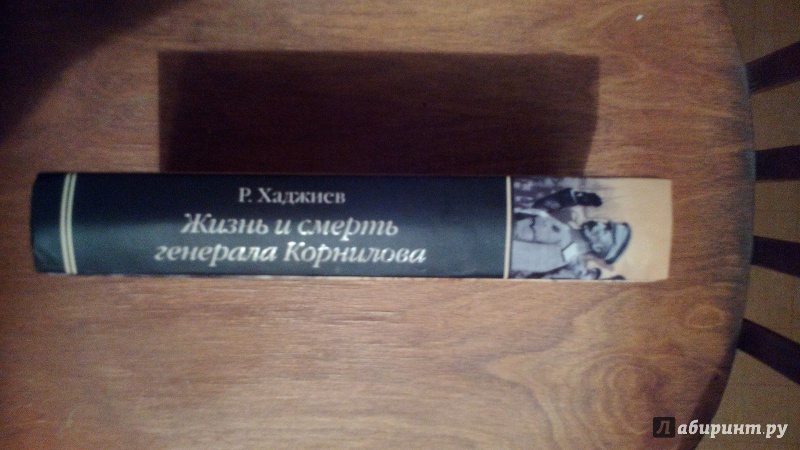 Р. Хаджиев
Жизнь и смерть
генерала Корнилова
Лабиринт.ру